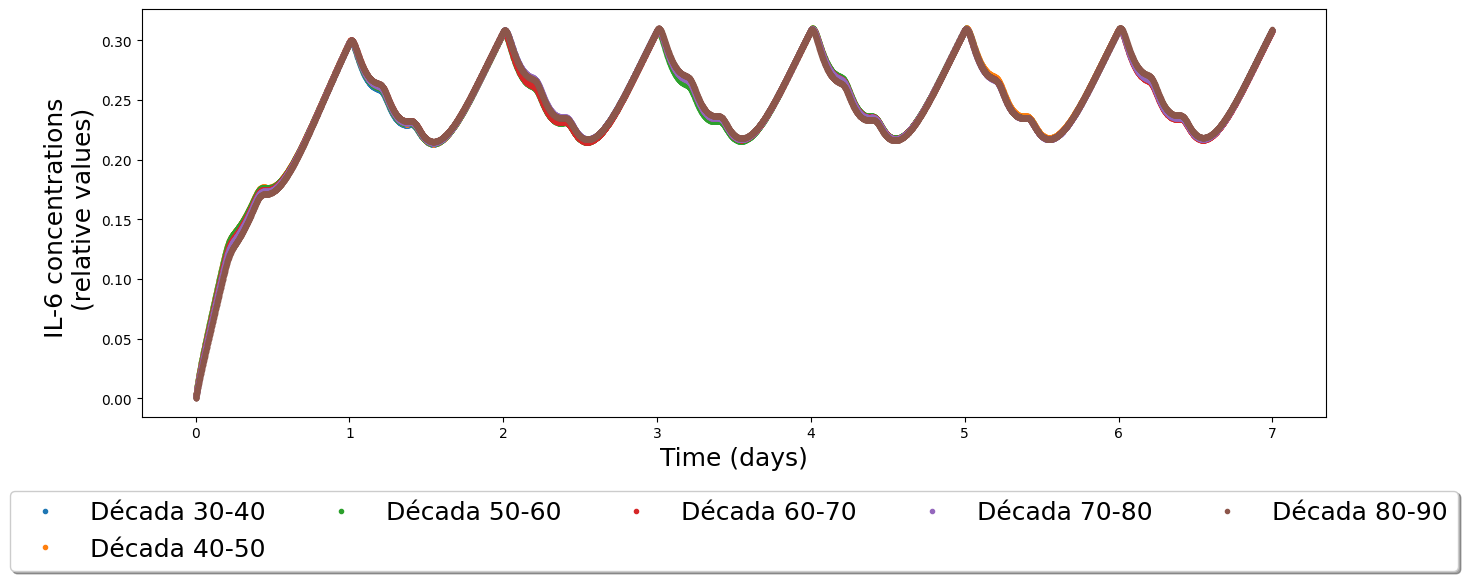 0.30
0.25
0.20
0.15
0.10
0.05
0.00
IL-6 concentrations
(relative values)
0 1 2 3 4 5 6 7
Time (days)
Década 30-40 Década 50-60 Década 60-70 Década 70-80 Década 80-90
Década 40-50